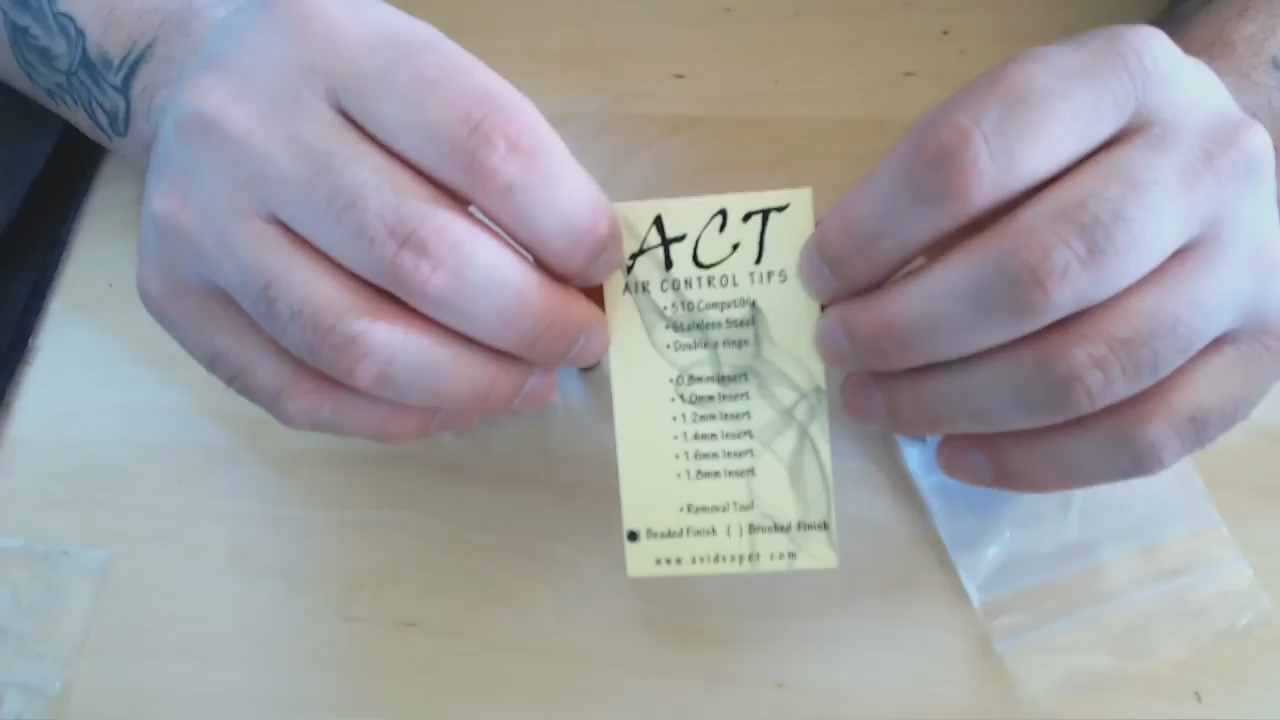 ACT
AIR CONTROL TIPS
• 510 Compatible
• Stainless Steel
• Double o rings
• 0.8mm Insert
• 1.0mm Insert
• 1.2mm Insert
• 1.4mm Insert
• 1.6mm Insert
• 1.8mm Insert
• Removal Tool
Beaded Finish ( ) Brushed Finish
www.avidvaper.com